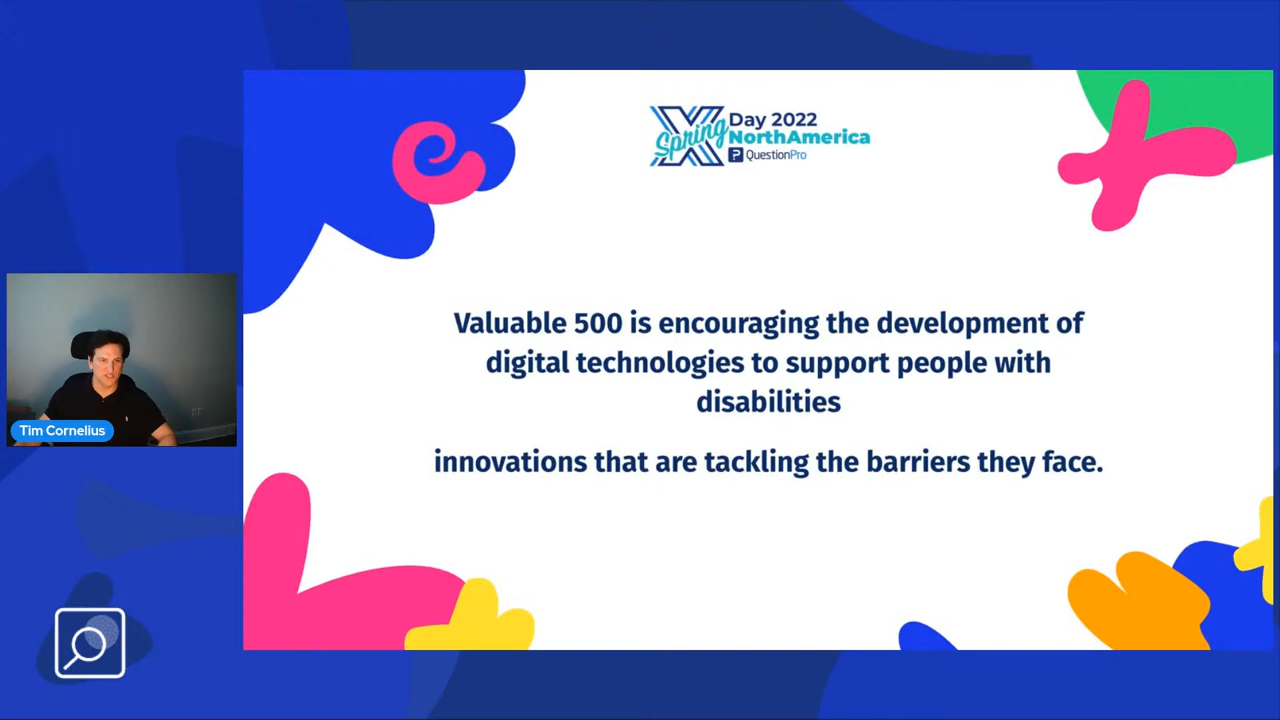 Spring X Day 2022
NorthAmerica
P QuestionPro
Valuable 500 is encouraging the development of
digital technologies to support people with
disabilities
innovations that are tackling the barriers they face.
Tim Cornelius